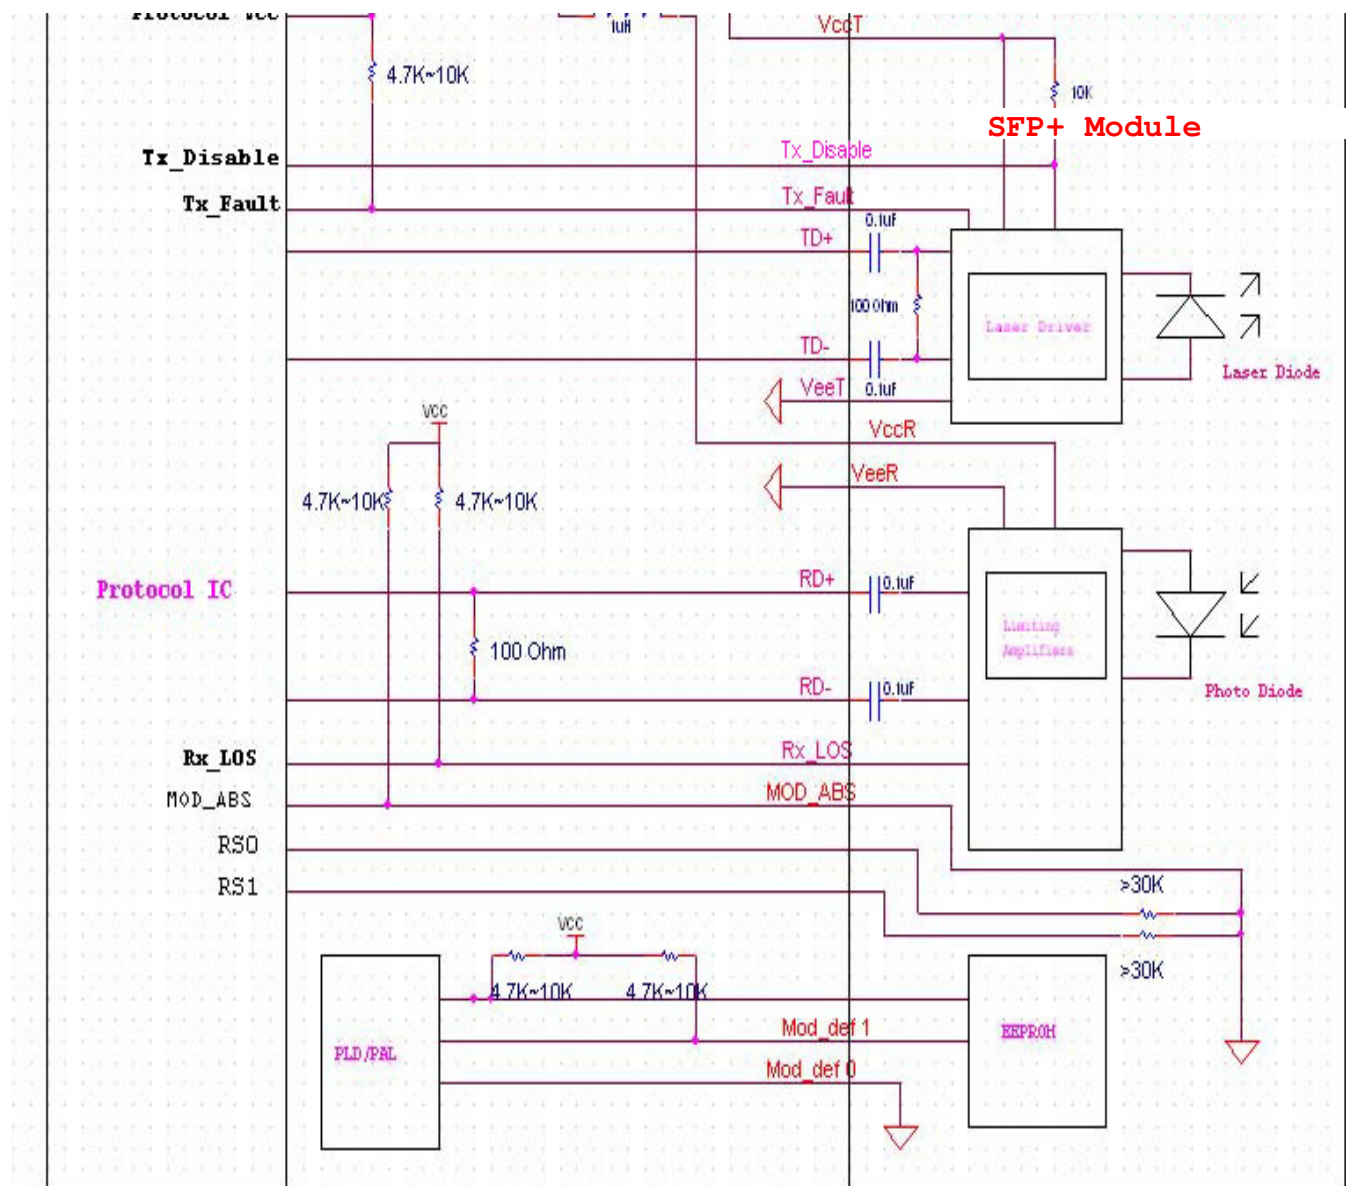 Protocol Vcc
1uH
VccT
4.7K~10K
10K
SFP+ Module
Tx_Disable
Tx_Disable
Tx_Fault
Tx_Fault
0.1uf
TD+
100 Ohm
Laser Driver
TD-
Laser Diode
VeeT
0.1uf
VCC
VccR
VeeR
4.7K~10K
4.7K~10K
Protocol IC
RD+
0.1uF
Limiting
Amplifiers
100 Ohm
RD-
0.1uF
Photo Diode
Rx_LOS
Rx_LOS
MOD_ABS
MOD_ABS
RS0
RS1
>30K
VCC
>30K
4.7K~10K
4.7K~10K
Mod_def 1
EEPROM
PLD/PAL
Mod_def 0